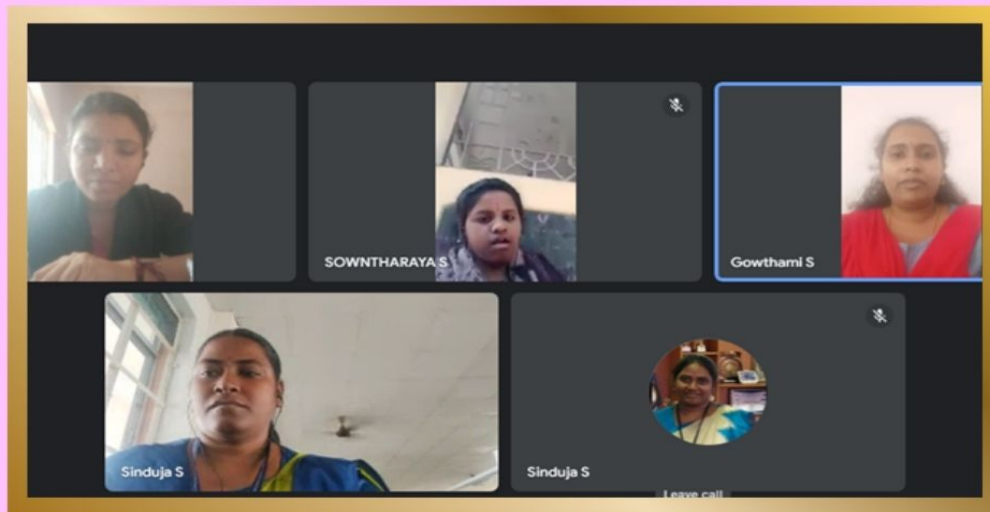 SOWNTHARAYA S
Gowthami S
Sinduja S
Sinduja S
Leave call